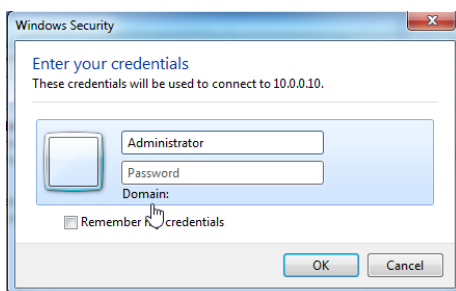 Windows Security
Enter your credentials
These credentials will be used to connect to 10.0.0.10.
Administrator
Password
Domain:
Remember credentials
OK Cancel